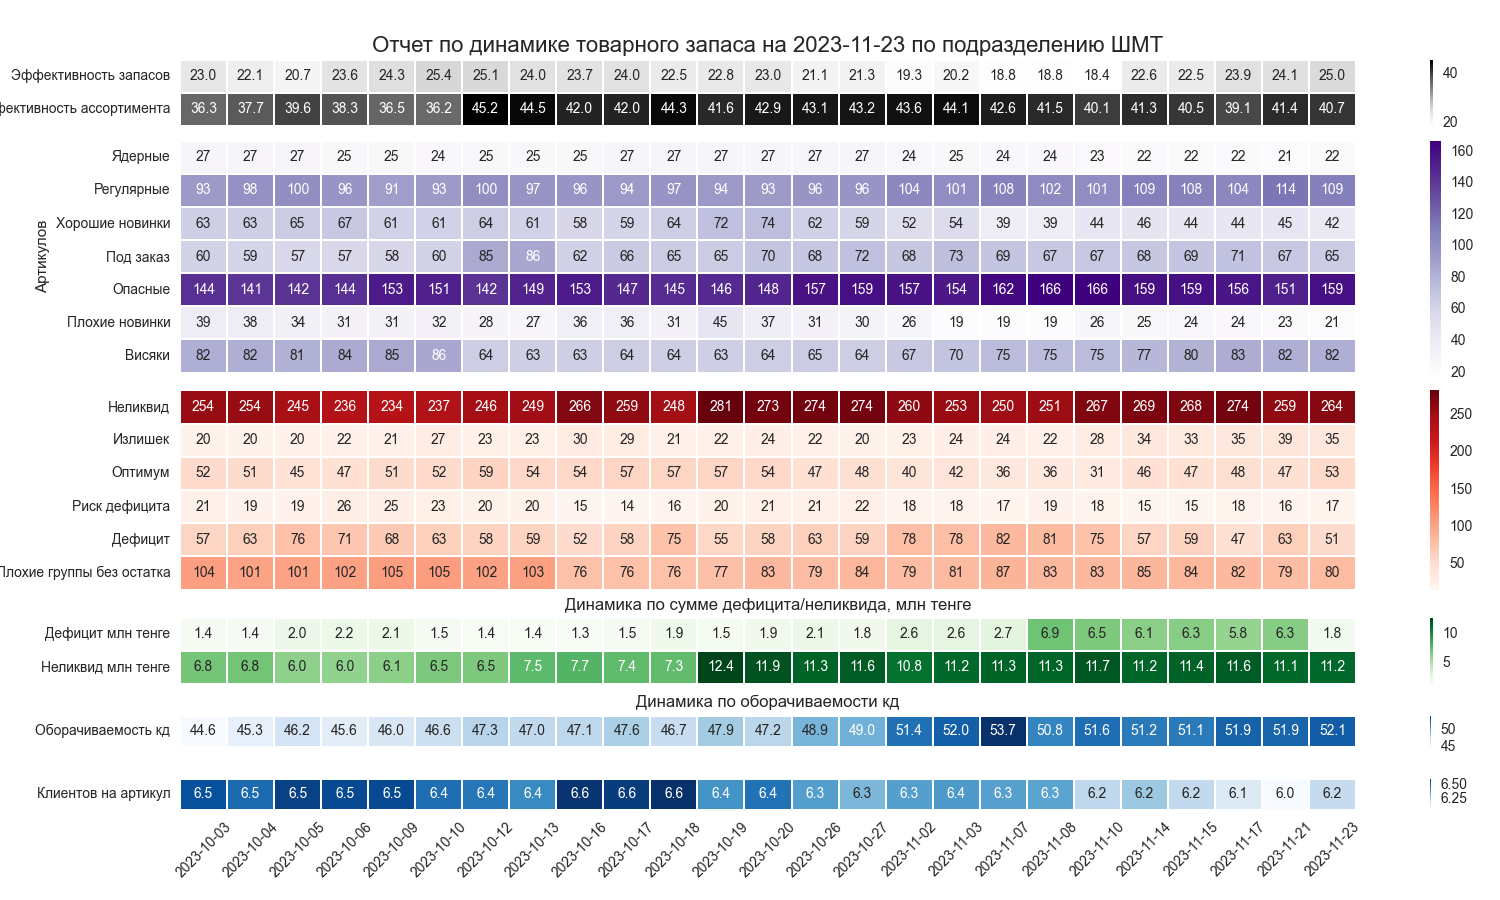 Отчет по динамике товарного запаса на 2023-11-23 по подразделению ШМТ
Эффективность запасов 23.0 22.1 20.7 23.6 24.3 25.4 25.1 24.0 23.7 24.0 22.5 22.8 23.0 21.1 21.3 19.3 20.2 18.8 18.8 18.4 22.6 22.5 23.9 24.1 25.0
фективность ассортимента 36.3 37.7 39.6 38.3 36.5 36.2 45.2 44.5 42.0 42.0 44.3 41.6 42.9 43.1 43.2 43.6 44.1 42.6 41.5 40.1 41.3 40.5 39.1 41.4 40.7
40
20
Артикулов
Ядерные 27 27 27 25 25 24 25 25 25 27 27 27 27 27 27 24 25 24 24 23 22 22 22 21 22
Регулярные 93 98 100 96 91 93 100 97 96 94 97 94 93 96 96 104 101 108 102 101 109 108 104 114 109
Хорошие новинки 63 63 65 67 61 61 64 61 58 59 64 72 74 62 59 52 54 39 39 44 46 44 44 45 42
Под заказ 60 59 57 57 58 60 85 86 62 66 65 65 70 68 72 68 73 69 67 67 68 69 71 67 65
Опасные 144 141 142 144 153 151 142 149 153 147 145 146 148 157 159 157 154 162 166 166 159 159 156 151 159
Плохие новинки 39 38 34 31 31 32 28 27 36 36 31 45 37 31 30 26 19 19 19 26 25 24 24 23 21
Висяки 82 82 81 84 85 86 64 63 63 64 64 63 64 65 64 67 70 75 75 75 77 80 83 82 82
160
140
120
100
80
60
40
20
Неликвид 254 254 245 236 234 237 246 249 266 259 248 281 273 274 274 260 253 250 251 267 269 268 274 259 264
Излишек 20 20 20 22 21 27 23 23 30 29 21 22 24 22 20 23 24 24 22 28 34 33 35 39 35
Оптимум 52 51 45 47 51 52 59 54 54 57 57 57 54 47 48 40 42 36 36 31 46 47 48 47 53
Риск дефицита 21 19 19 26 25 23 20 20 15 14 16 20 21 21 22 18 18 17 19 18 15 15 18 16 17
Дефицит 57 63 76 71 68 63 58 59 52 58 75 55 58 63 59 78 78 82 81 75 57 59 47 63 51
Плохие группы без остатка 104 101 101 102 105 105 102 103 76 76 76 77 83 79 84 79 81 87 83 83 85 84 82 79 80
250
200
150
100
50
Динамика по сумме дефицита/неликвида, млн тенге
Дефицит млн тенге 1.4 1.4 2.0 2.2 2.1 1.5 1.4 1.4 1.3 1.5 1.9 1.5 1.9 2.1 1.8 2.6 2.6 2.7 6.9 6.5 6.1 6.3 5.8 6.3 1.8
Неликвид млн тенге 6.8 6.8 6.0 6.0 6.1 6.5 6.5 7.5 7.7 7.4 7.3 12.4 11.9 11.3 11.6 10.8 11.2 11.3 11.3 11.7 11.2 11.4 11.6 11.1 11.2
10
5
Динамика по оборачиваемости кд
Оборачиваемость кд 44.6 45.3 46.2 45.6 46.0 46.6 47.3 47.0 47.1 47.6 46.7 47.9 47.2 48.9 49.0 51.4 52.0 53.7 50.8 51.6 51.2 51.1 51.9 51.9 52.1
50
45
Клиентов на артикул 6.5 6.5 6.5 6.5 6.5 6.4 6.4 6.4 6.6 6.6 6.6 6.4 6.4 6.3 6.3 6.3 6.4 6.3 6.3 6.2 6.2 6.2 6.1 6.0 6.2
6.50
6.25
2023-10-03 2023-10-04 2023-10-05 2023-10-06 2023-10-09 2023-10-10 2023-10-12 2023-10-13 2023-10-16 2023-10-17 2023-10-18 2023-10-19 2023-10-20 2023-10-26 2023-10-27 2023-11-02 2023-11-03 2023-11-07 2023-11-08 2023-11-10 2023-11-14 2023-11-15 2023-11-17 2023-11-21 2023-11-23